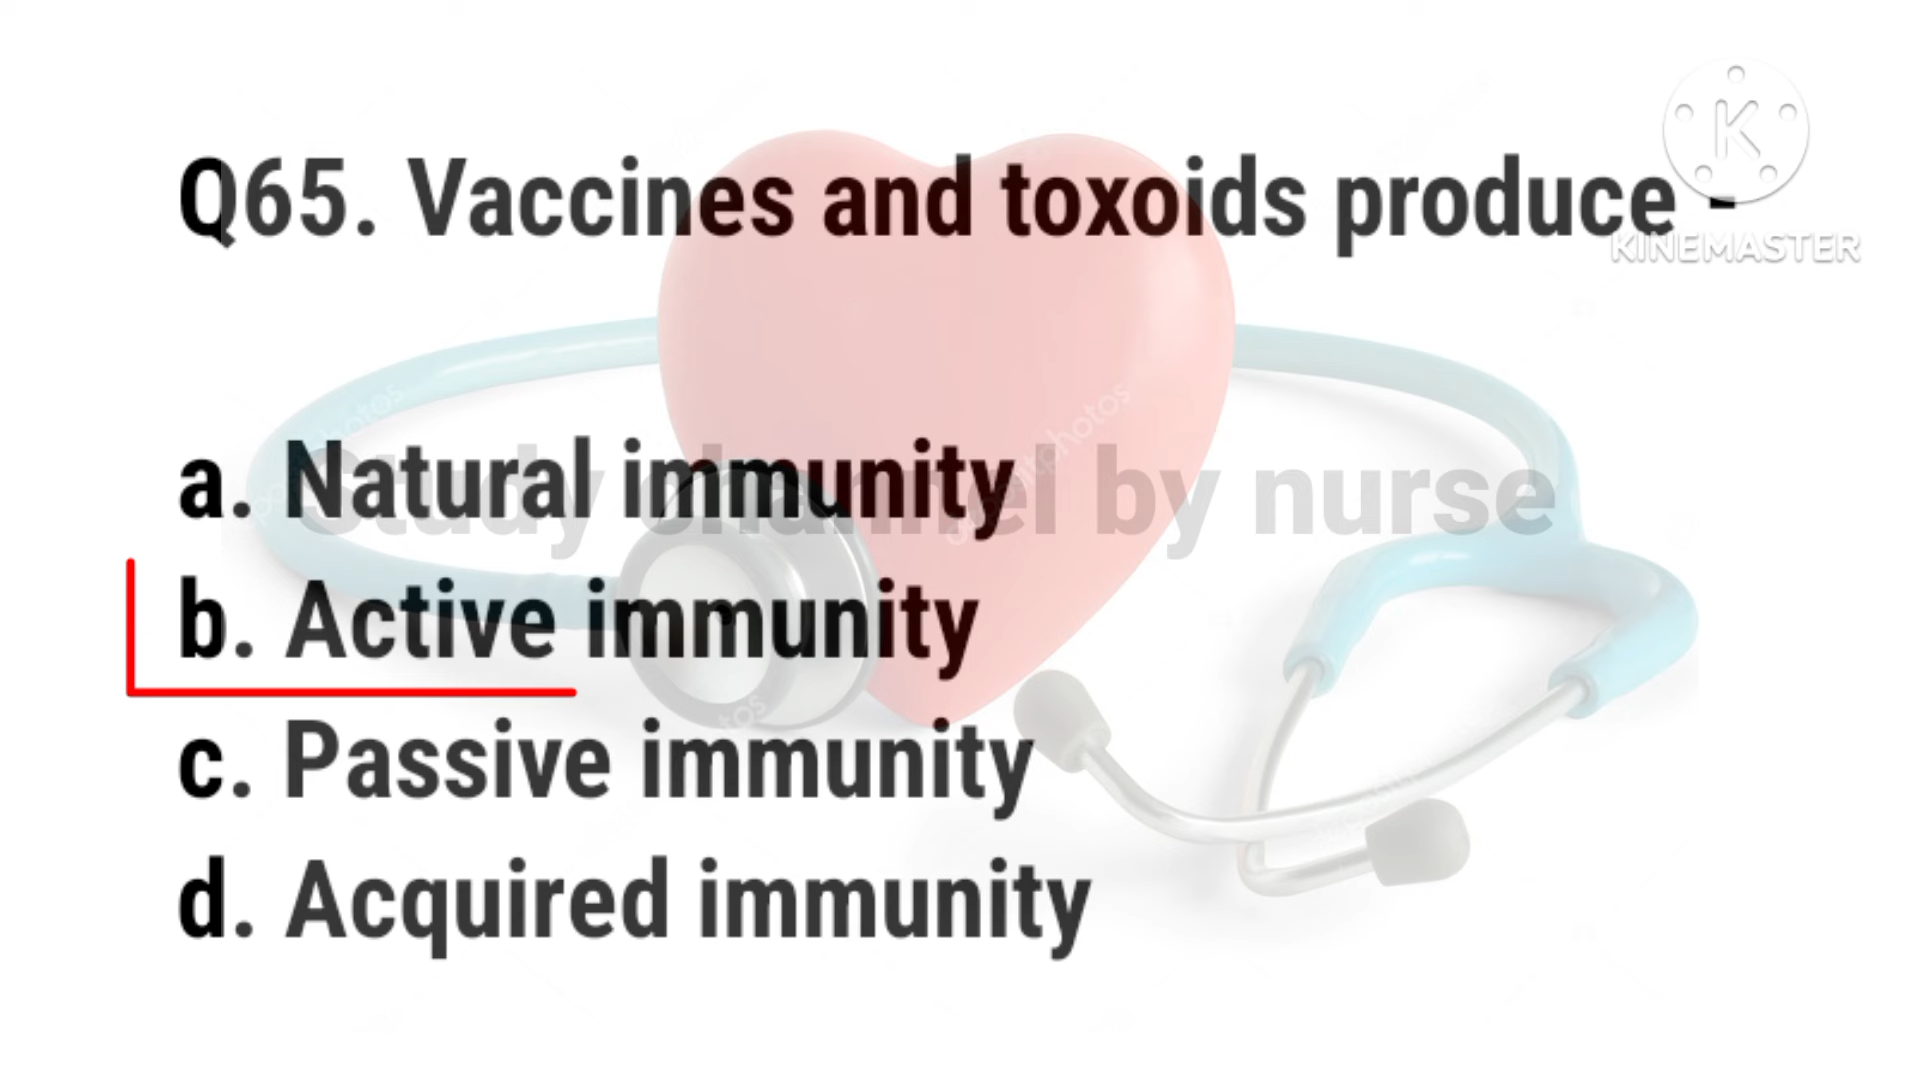 Q65. Vaccines and toxoids produce -
KINEMASTER
a. Natural immunity
Study channel by nurse
b. Active immunity
c. Passive immunity
d. Acquired immunity